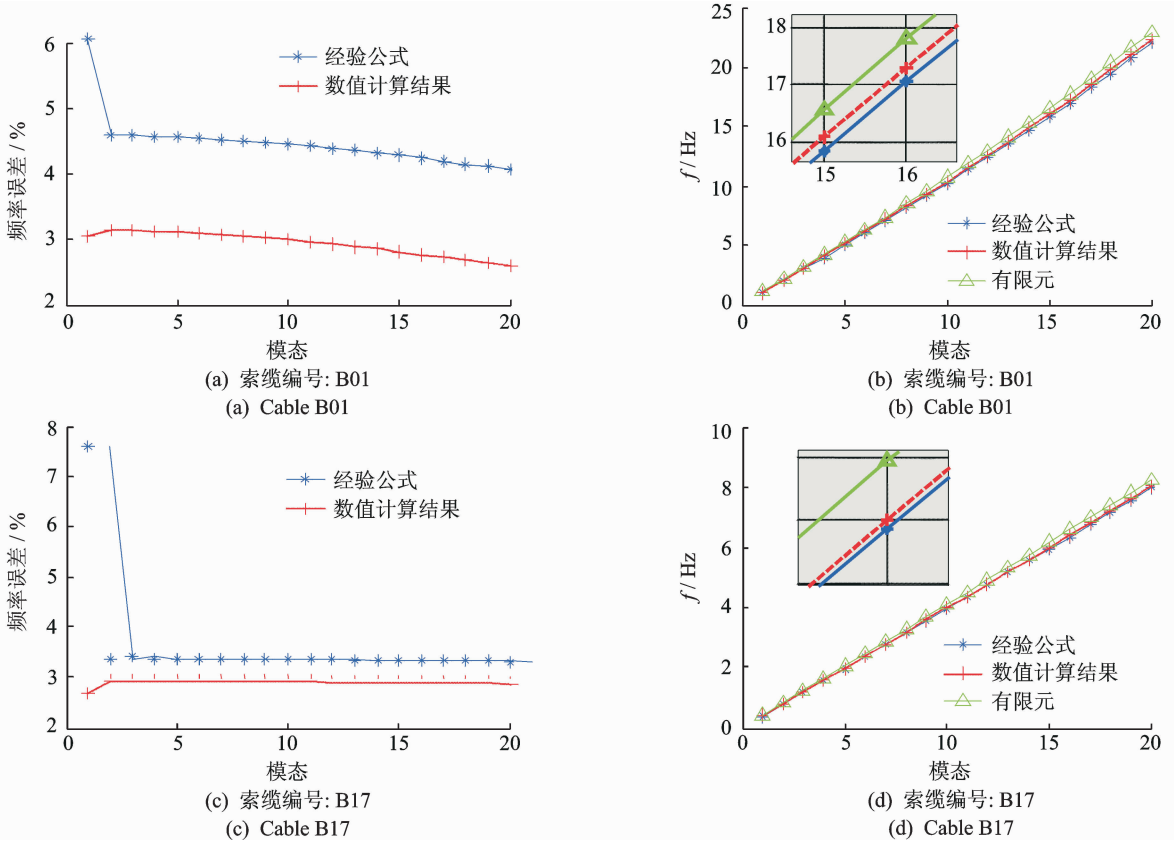 6
5
4
3
2
频率误差 / %
经验公式
数值计算结果
0
5
10
15
20
模态
(a) 索缆编号: B01
(a) Cable B01
25
20
15
10
5
0
f / Hz
18
17
16
15
16
经验公式
数值计算结果
有限元
0
5
10
15
20
模态
(b) 索缆编号: B01
(b) Cable B01
8
7
6
5
4
3
2
频率误差 / %
经验公式
数值计算结果
0
5
10
15
20
模态
(c) 索缆编号: B17
(c) Cable B17
10
8
6
4
2
0
f / Hz
经验公式
数值计算结果
有限元
0
5
10
15
20
模态
(d) 索缆编号: B17
(d) Cable B17